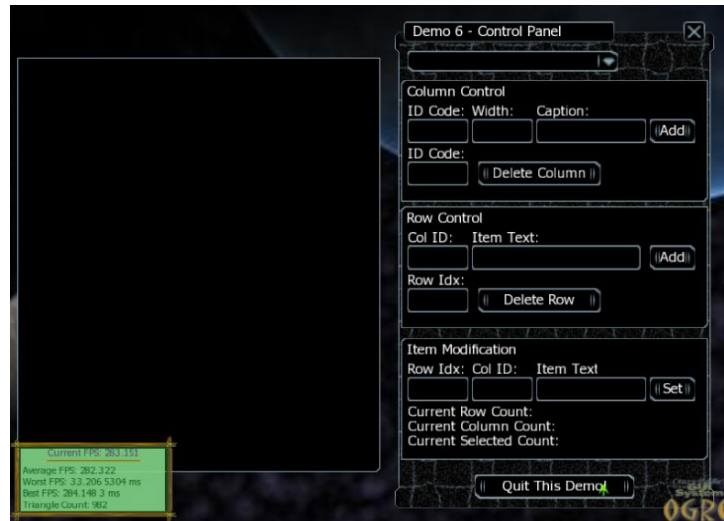 Demo 6 - Control Panel
Column Control
ID Code: Width: Caption:
Add
ID Code:
Delete Column
Row Control
Col ID: Item Text:
Add
Row Idx:
Delete Row
Item Modification
Row Idx: Col ID: Item Text
Set
Current Row Count:
Current Column Count:
Current Selected Count:
Quit This Demo!
Current FPS: 283.151
Average FPS: 282.322
Worst FPS: 33.206 5304 ms
Best FPS: 284.148 3 ms
Triangle Count: 982
GUI
System
OGR